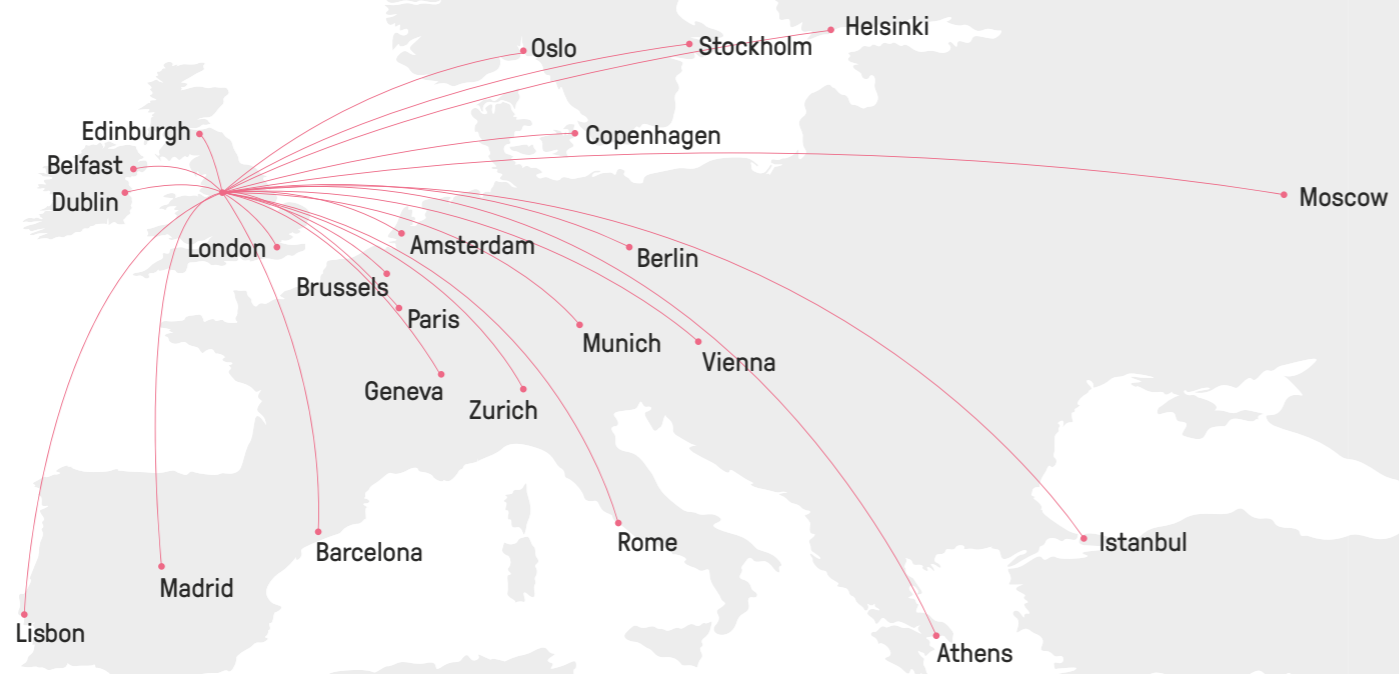 Helsinki
Oslo
Stockholm
Edinburgh
Copenhagen
Belfast
Dublin
Moscow
London
Amsterdam
Berlin
Brussels
Paris
Munich
Vienna
Geneva
Zurich
Rome
Istanbul
Barcelona
Madrid
Lisbon
Athens